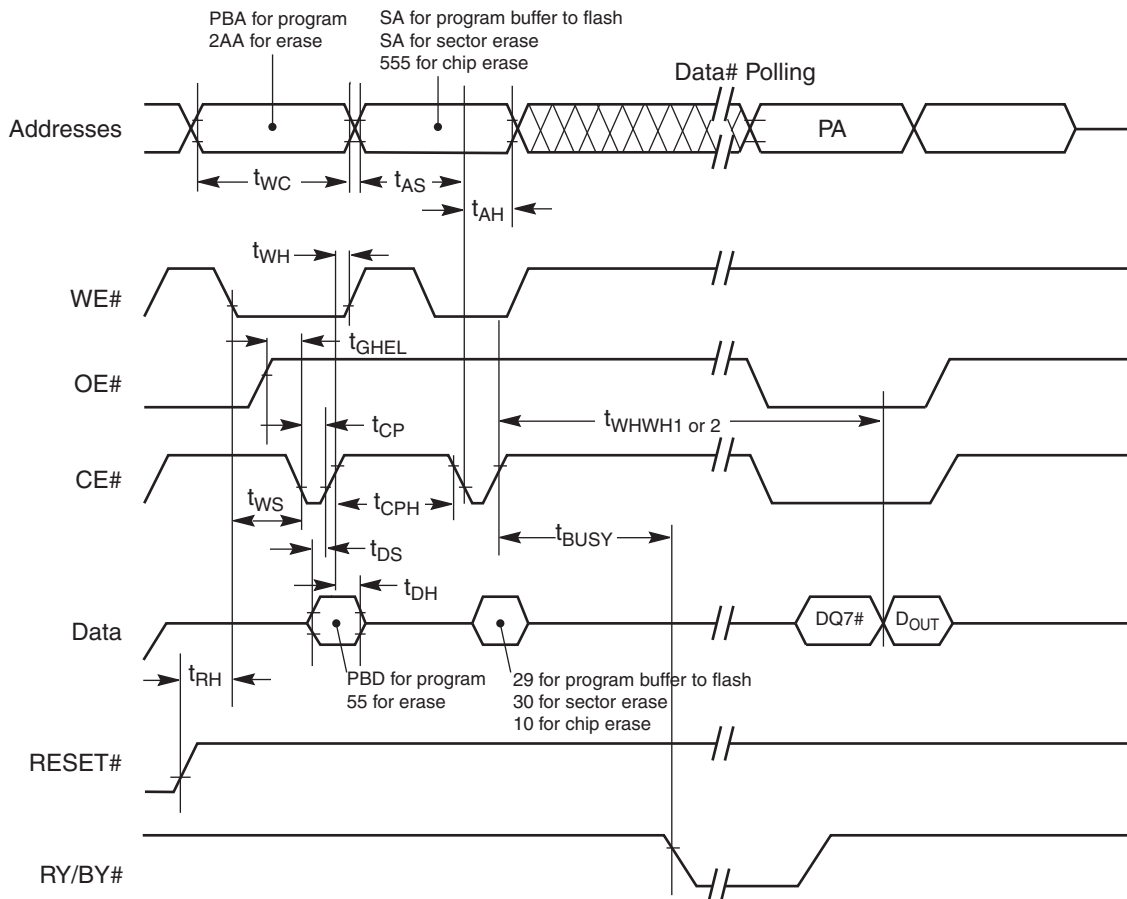 PBA for program
2AA for erase
SA for program buffer to flash
SA for sector erase
555 for chip erase
Data# Polling
Addresses
PA
tWC
tAS
tAH
tWH
WE#
tGHEL
OE#
tWHWH1 or 2
tCP
CE#
tWS
tCPH
tBUSY
tDS
tDH
Data
DQ7#
DOUT
tRH
PBD for program
55 for erase
29 for program buffer to flash
30 for sector erase
10 for chip erase
RESET#
RY/BY#